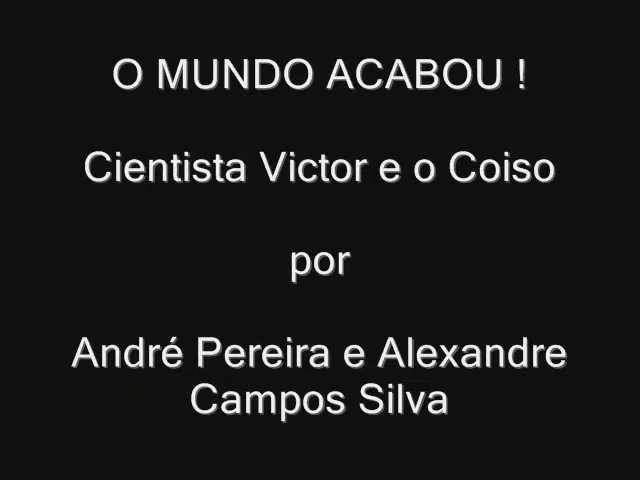 O MUNDO ACABOU !
Cientista Victor e o Coiso
por
André Pereira e Alexandre
Campos Silva